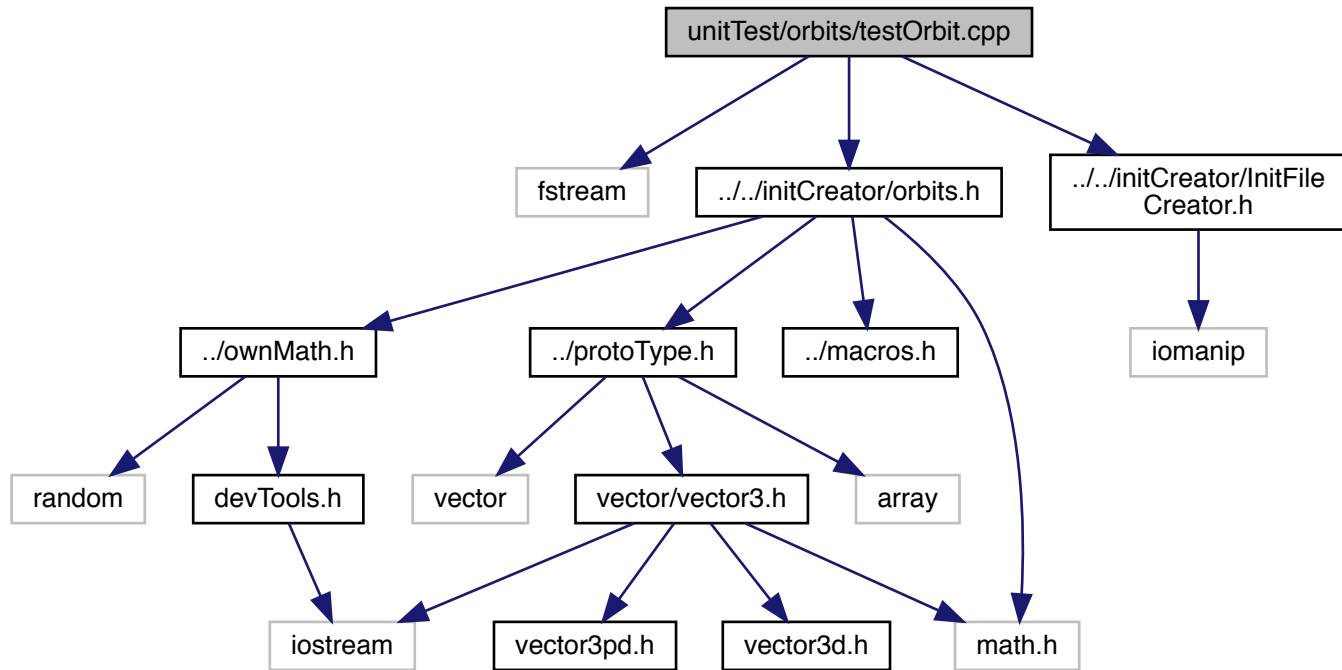 unitTest/orbits/testOrbit.cpp
fstream
../../initCreator/orbits.h
../../initCreator/InitFile
Creator.h
../ownMath.h
../protoType.h
../macros.h
iomanip
random
devTools.h
vector
vector/vector3.h
array
iostream
vector3pd.h
vector3d.h
math.h